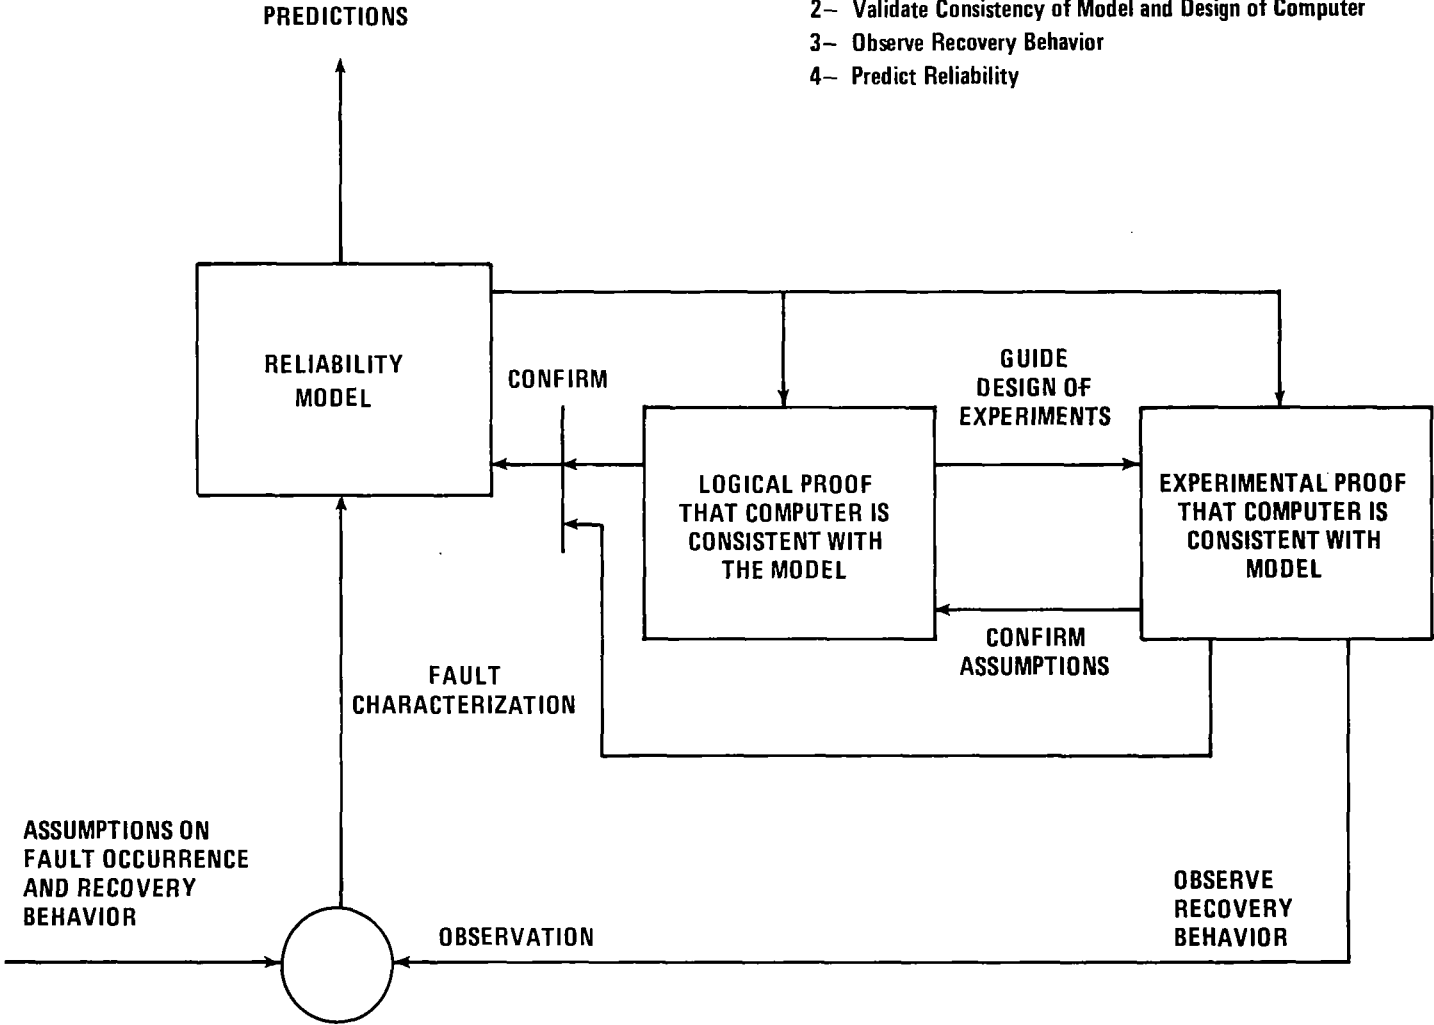 PREDICTIONS
2– Validate Consistency of Model and Design of Computer
3– Observe Recovery Behavior
4– Predict Reliability
RELIABILITY
MODEL
CONFIRM
GUIDE
DESIGN OF
EXPERIMENTS
LOGICAL PROOF
THAT COMPUTER IS
CONSISTENT WITH
THE MODEL
EXPERIMENTAL PROOF
THAT COMPUTER IS
CONSISTENT WITH
MODEL
CONFIRM
ASSUMPTIONS
FAULT
CHARACTERIZATION
ASSUMPTIONS ON
FAULT OCCURRENCE
AND RECOVERY
BEHAVIOR
OBSERVATION
OBSERVE
RECOVERY
BEHAVIOR